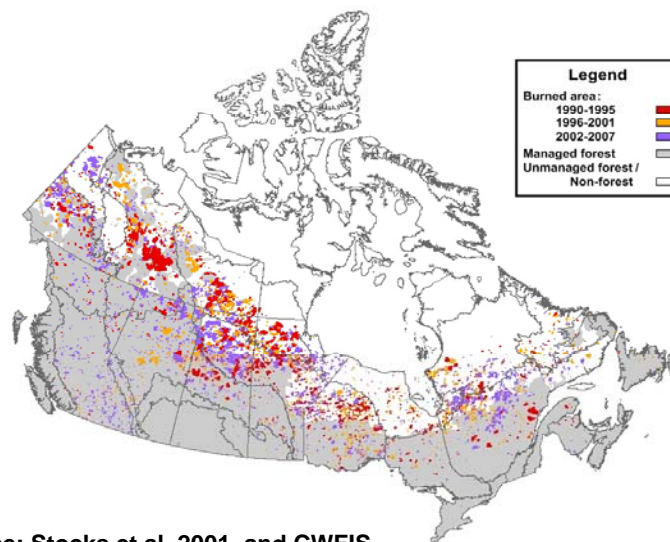 Legend
Burned area:
1990-1995
1996-2001
2002-2007
Managed forest
Unmanaged forest /
Non-forest
Stocks et al. 2001, and CWFIS